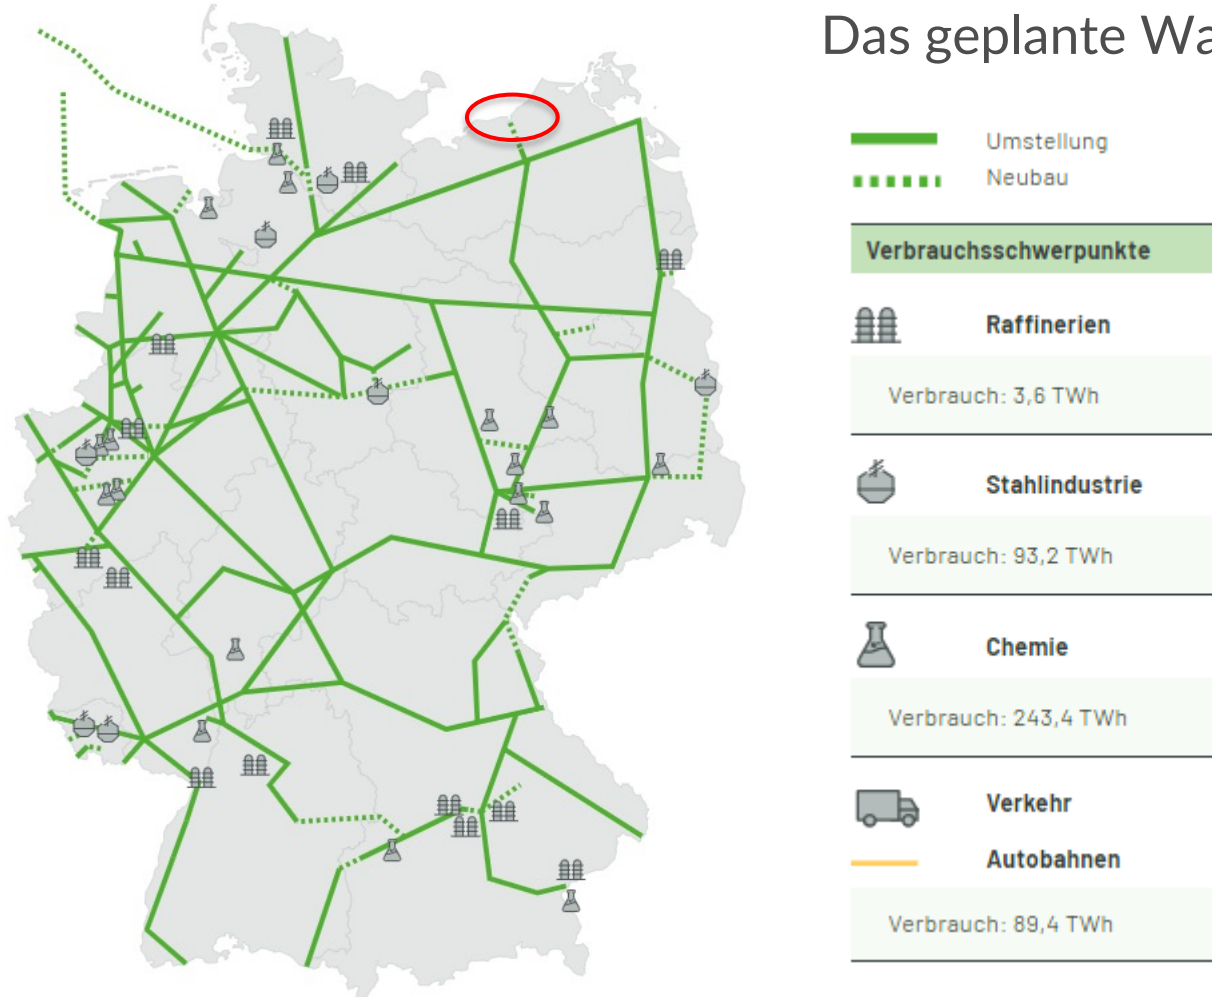 Das geplante
Umstellung
Neubau
Verbrauchsschwerpunkte
Raffinerien
Verbrauch: 3,6 TWh
Stahlindustrie
Verbrauch: 93,2 TWh
Chemie
Verbrauch: 243,4 TWh
Verkehr
Autobahnen
Verbrauch: 89,4 TWh